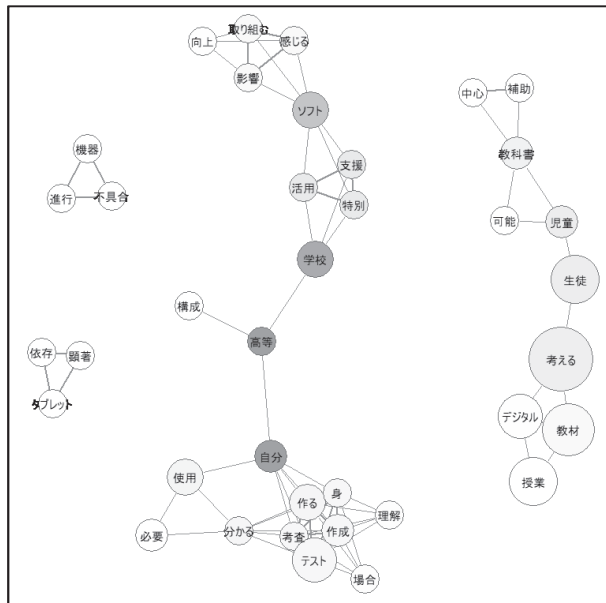 取り組む
向上
感じる
影響
ソフト
中心
補助
教科書
機器
進行
不具合
支援
活用
特別
可能
児童
学校
生徒
構成
高等
依存
顕著
タブレット
考える
デジタル
教材
授業
自分
使用
身
作る
理解
必要
分かる
考査
作成
テスト
場合